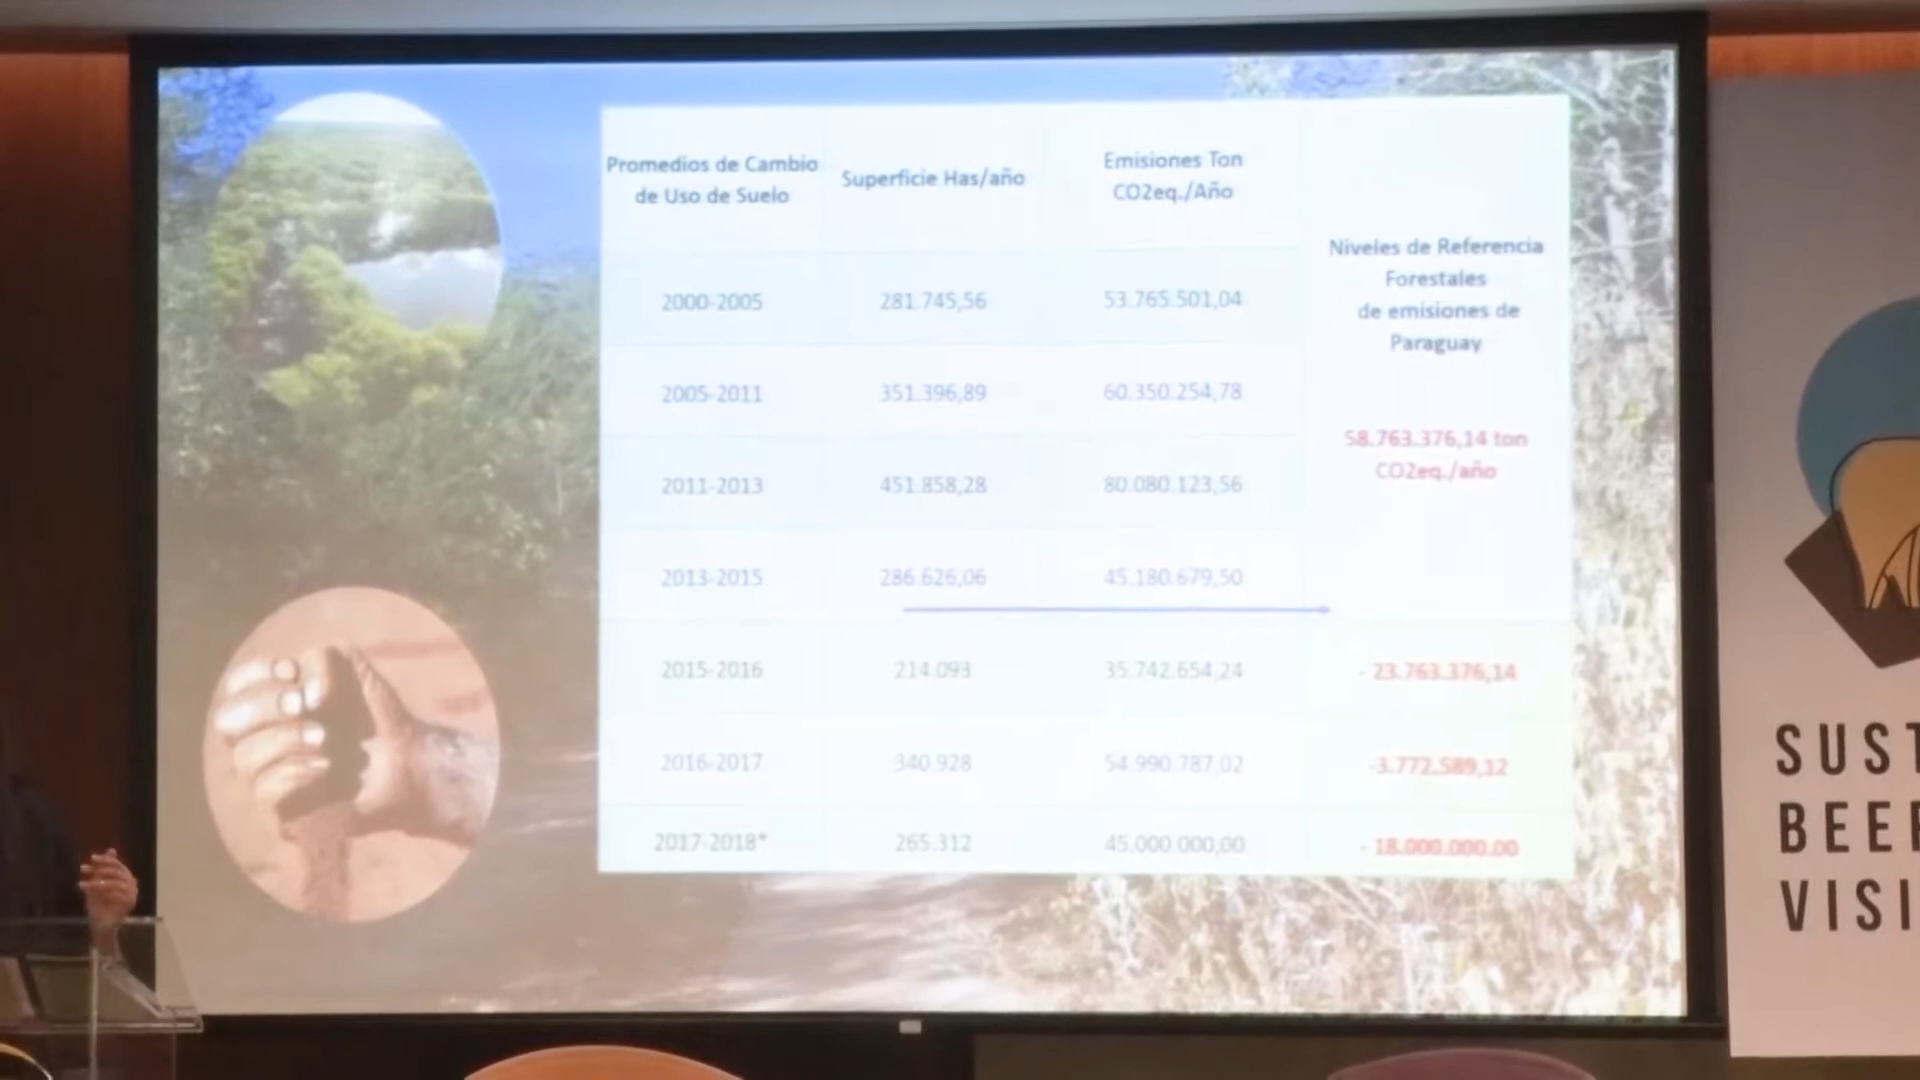 Promedios de Cambio
de Uso de Suelo
Superficie Has/año
Emisiones Ton
CO2eq./Año
Niveles de Referencia
Forestales
de emisiones de
Paraguay
58.763.376,14 ton
CO2eq./año
2000-2005 281.745,56 53.765.501,04
2005-2011 351.396,89 60.350.254,78
2011-2013 451.858,28 80.080.123,56
2013-2015 286.626,06 45.180.679,50
2015-2016 214.093 35.742.654,24 - 23.763.376,14
2016-2017 340.928 54.990.787,02 -3.772.589,12
2017-2018* 265.312 45.000.000,00 - 18.000.000.00
SUST
BEEF
VISI